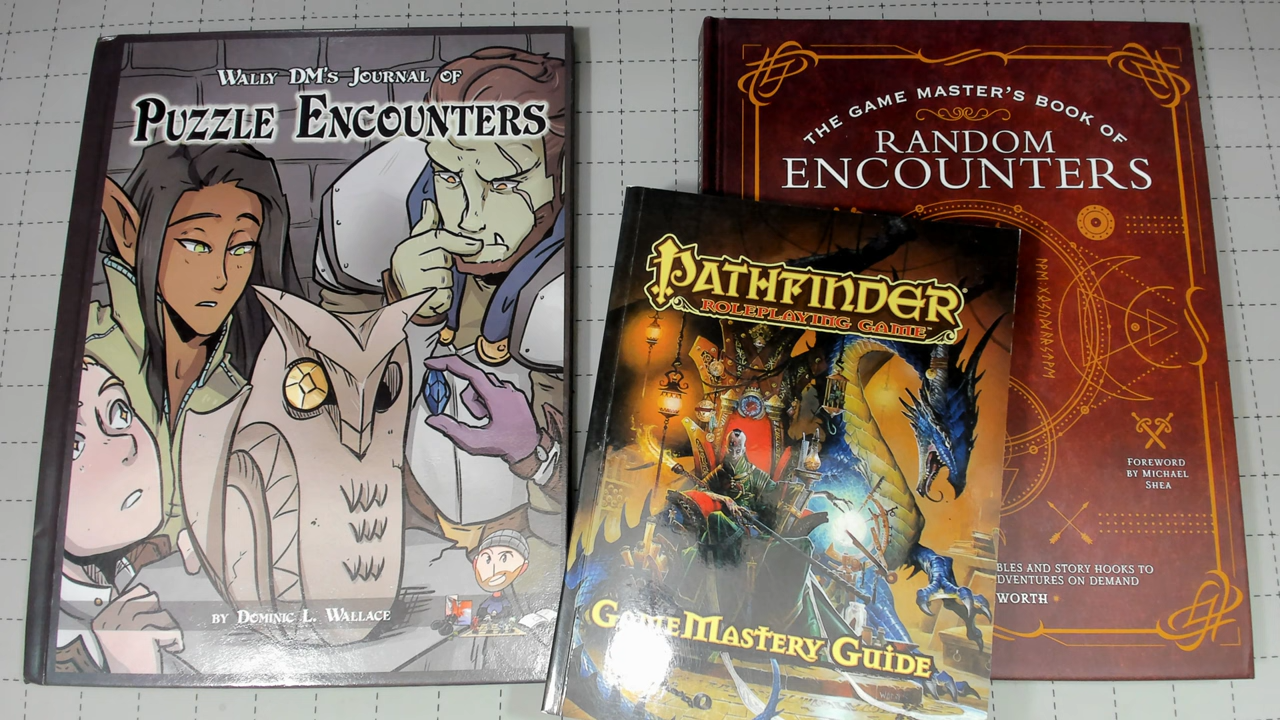 WALLY DM'S JOURNAL OF
PUZZLE ENCOUNTERS
BY DOMINIC L. WALLACE
THE GAME MASTER'S BOOK OF
RANDOM
ENCOUNTERS
FOREWORD
BY MICHAEL
SHEA
BLES AND STORY HOOKS TO
DVENTURES ON DEMAND
WORTH
PATHFINDER
ROLEPLAYING GAME
GAMEMASTERY GUIDE